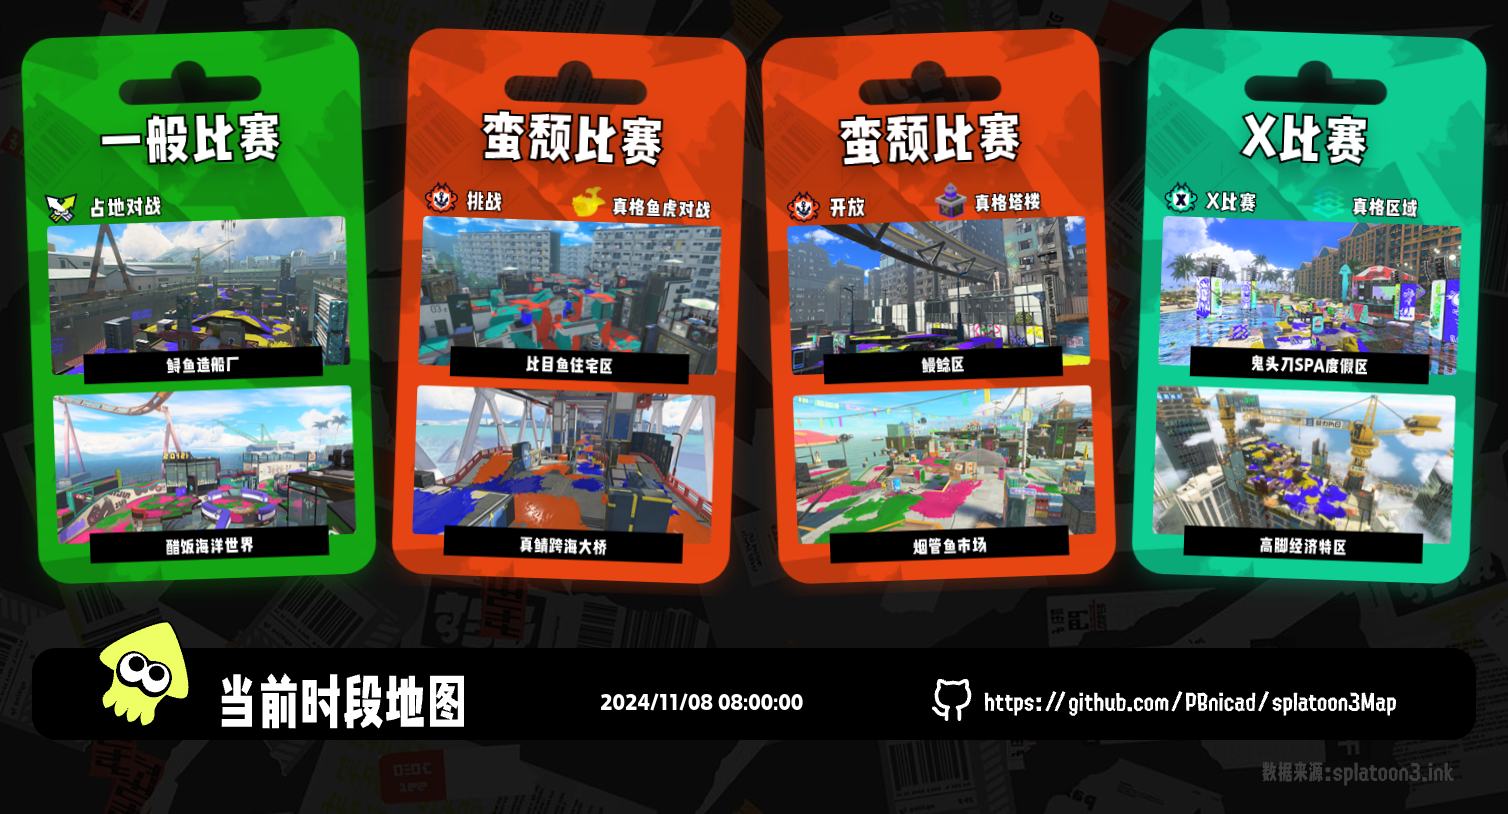 一般比赛
占地对战
鲟鱼造船厂
醋饭海洋世界
蛮颓比赛
挑战
真格鱼虎对战
比目鱼住宅区
真鲷跨海大桥
蛮颓比赛
开放
真格塔楼
鳗鲶区
烟管鱼市场
X比赛
X比赛
真格区域
鬼头刀SPA度假区
高脚经济特区
当前时段地图
2024/11/08 08:00:00
https://github.com/PBnicad/splatoon3Map
数据来源:splatoon3.ink